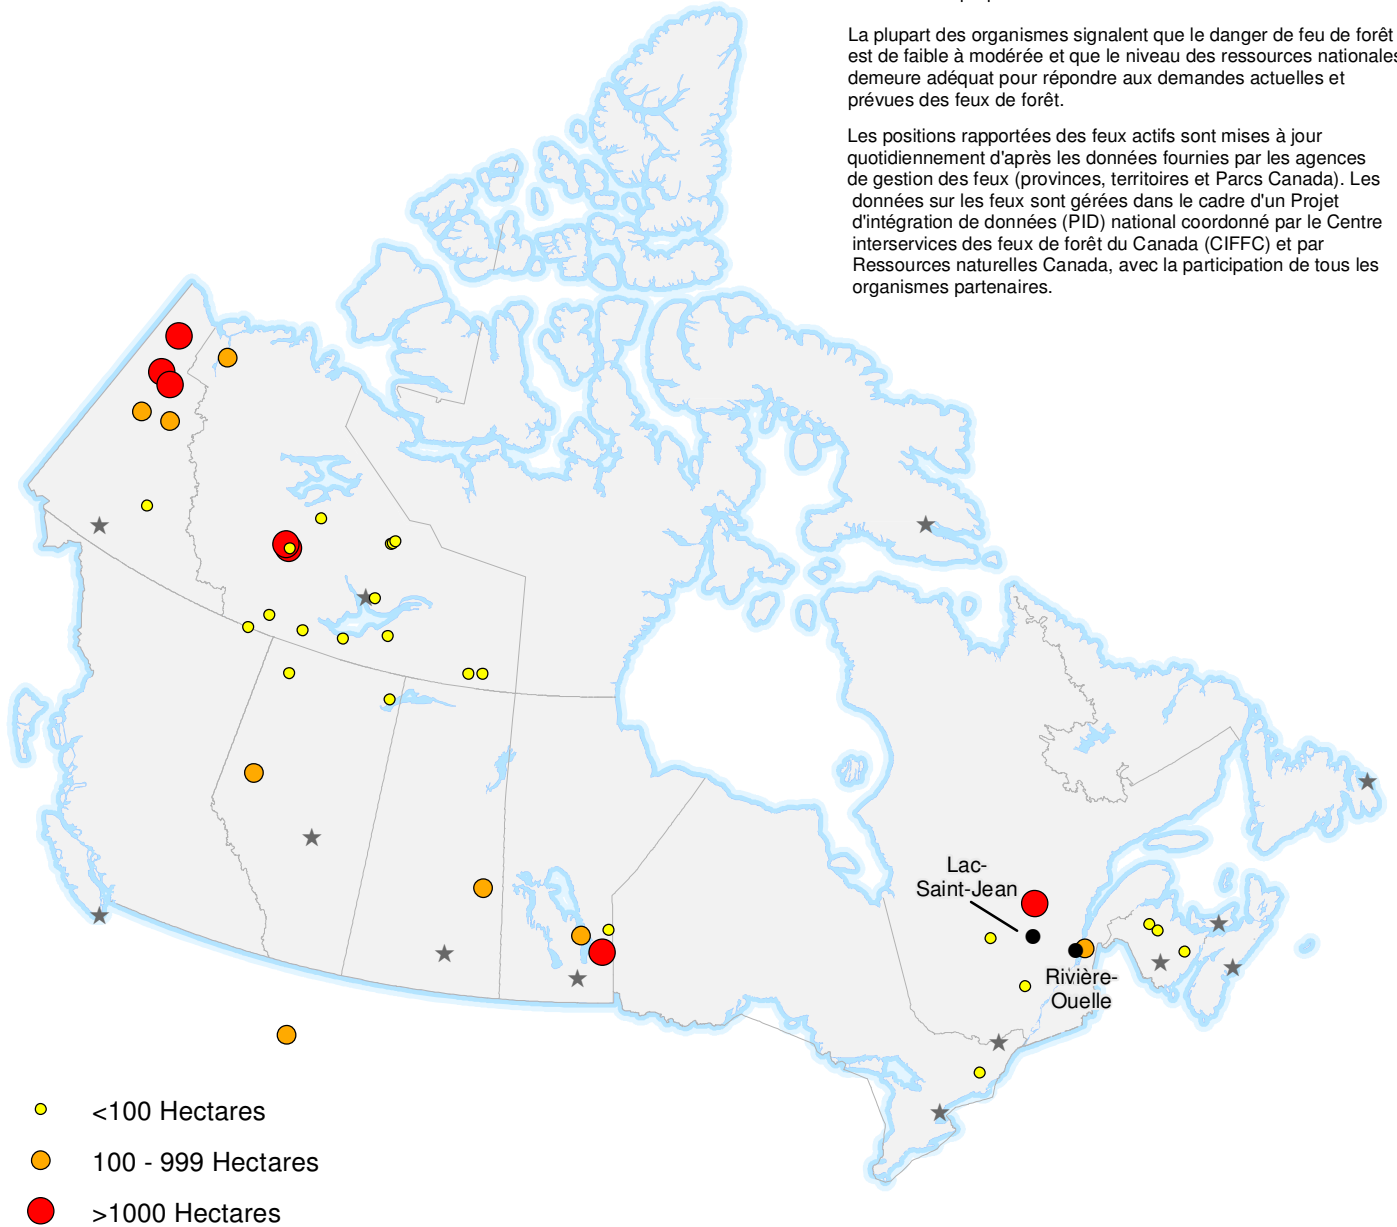 La plupart des organismes signalent que le danger de feu de forêt
est de faible à modérée et que le niveau des ressources nationales
demeure adéquat pour répondre aux demandes actuelles et
prévues des feux de forêt.
Les positions rapportées des feux actifs sont mises à jour
quotidiennement d'après les données fournies par les agences
de gestion des feux (provinces, territoires et Parcs Canada). Les
données sur les feux sont gérées dans le cadre d'un Projet
d'intégration de données (PID) national coordonné par le Centre
interservices des feux de forêt du Canada (CIFFC) et par
Ressources naturelles Canada, avec la participation de tous les
organismes partenaires.
Lac-
Saint-Jean
Rivière-
Ouelle
<100 Hectares
100 - 999 Hectares
>1000 Hectares